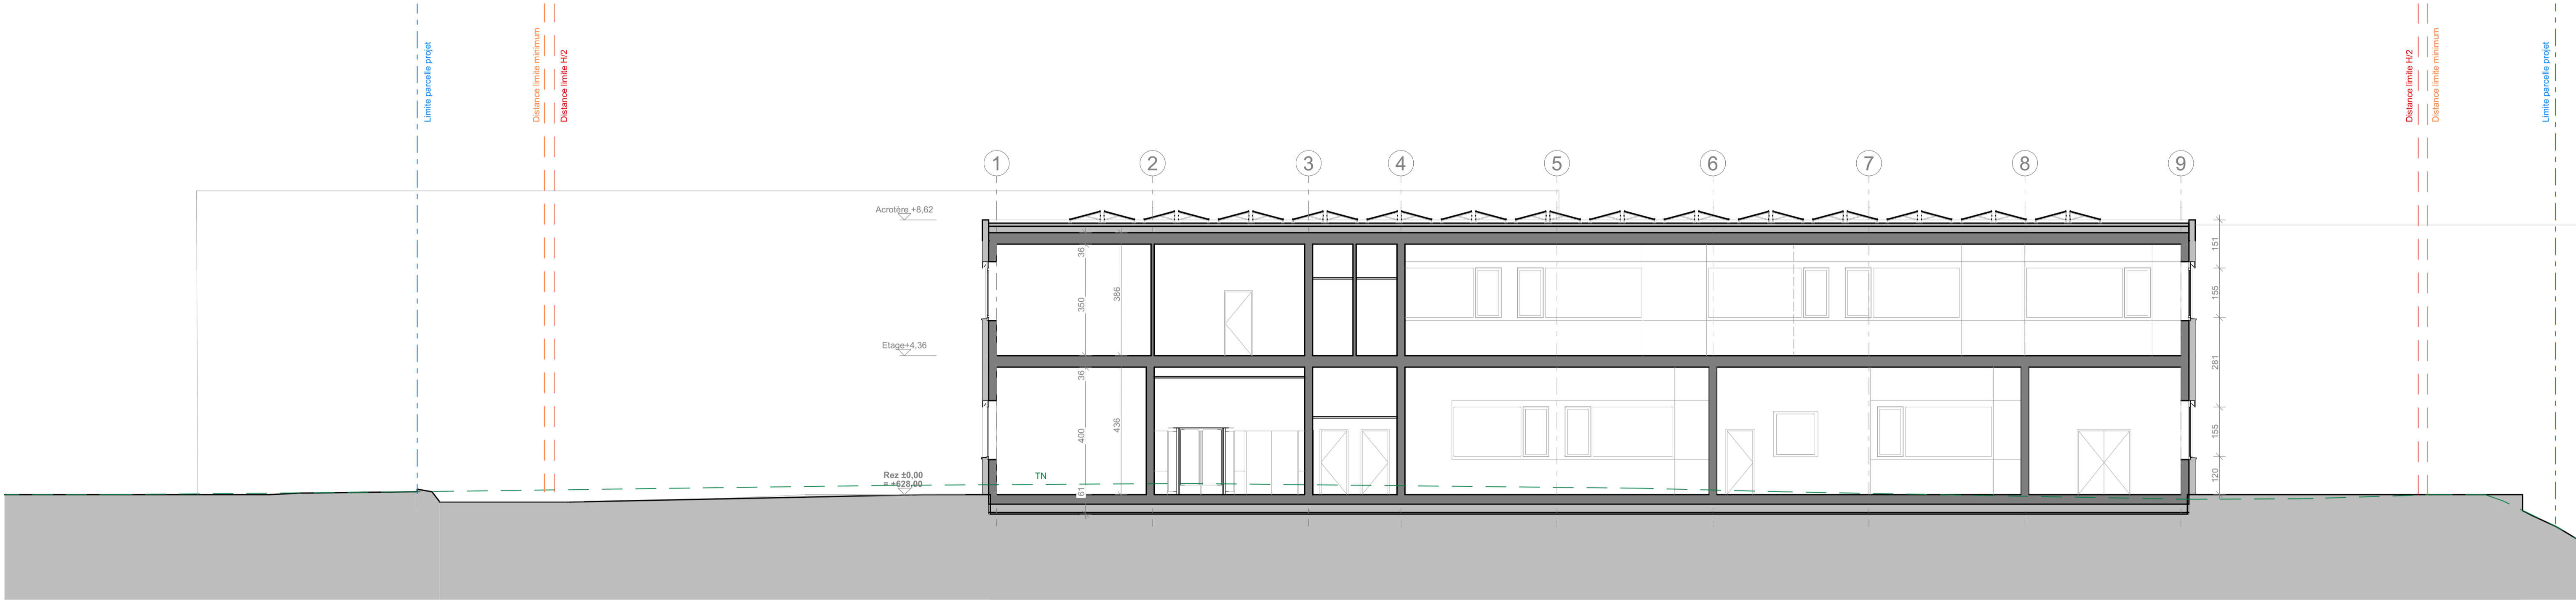 Limite parcelle projet
Distance limite minimum
Distance limite H/2
Distance limite H/2
Distance limite minimum
Limite parcelle projet
1
2
3
4
5
6
7
8
9
Acrotère +8,62
36
151
350
386
155
Etage+4,36
36
281
400
436
155
Rez ±0,00
= +628,00
TN
61
120